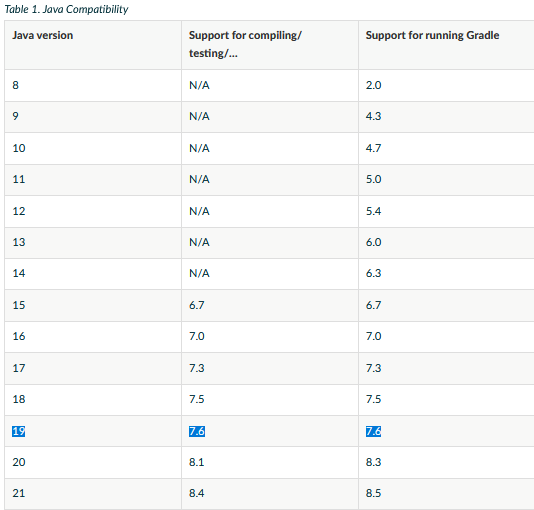 Table 1. Java Compatibility
Java version Support for compiling/ Support for running Gradle
testing/...
8 N/A 2.0
9 N/A 4.3
10 N/A 4.7
11 N/A 5.0
12 N/A 5.4
13 N/A 6.0
14 N/A 6.3
15 6.7 6.7
16 7.0 7.0
17 7.3 7.3
18 7.5 7.5
19 7.6 7.6
20 8.1 8.3
21 8.4 8.5